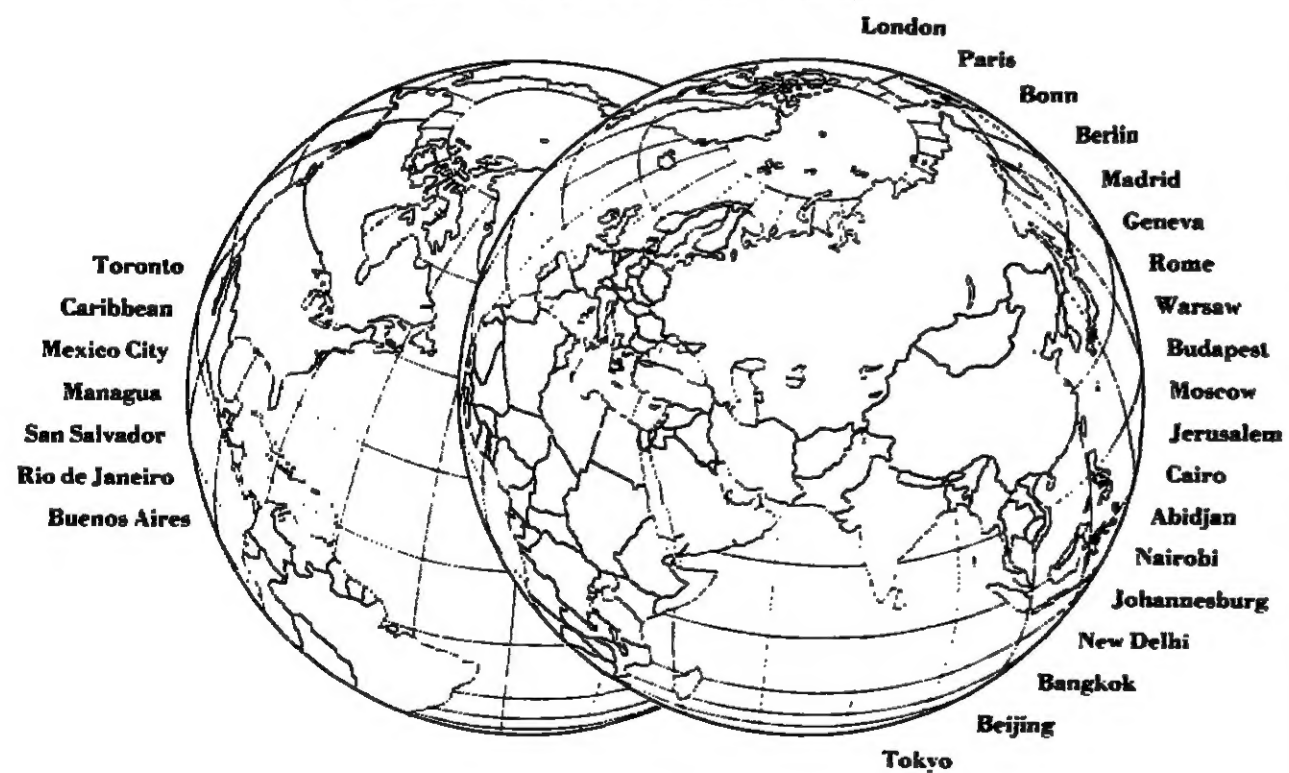 London
Paris
Bonn
Berlin
Madrid
Geneva
Rome
Warsaw
Budapest
Moscow
Jerusalem
Cairo
Abidjan
Nairobi
Johannesburg
New Delhi
Bangkok
Beijing
Tokyo
Toronto
Caribbean
Mexico City
Managua
San Salvador
Rio de Janeiro
Buenos Aires